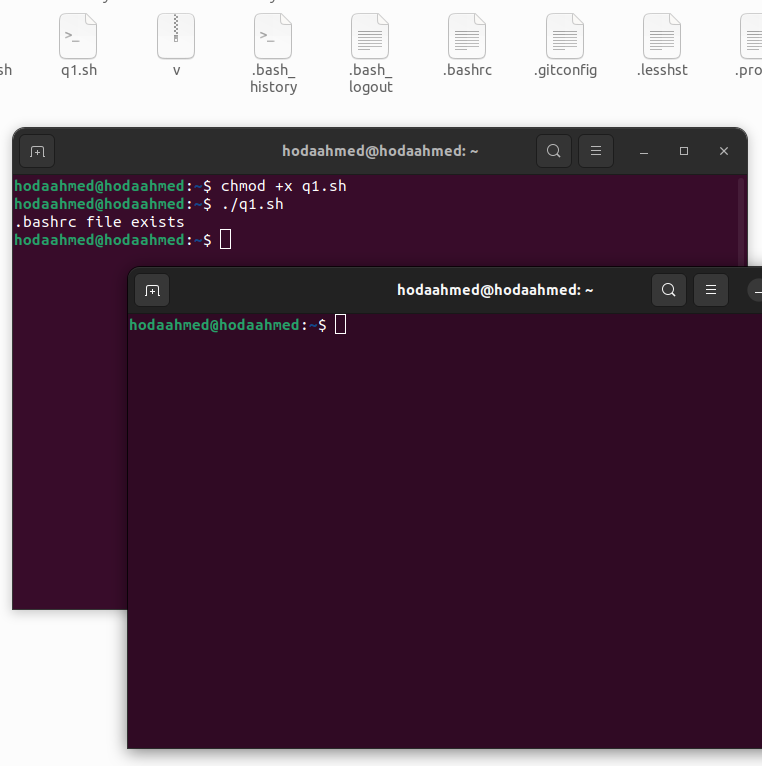 sh
q1.sh
v
.bash_
history
.bash_
logout
.bashrc
.gitconfig
.lesshst
.pro
hodaahmed@hodaahmed: ~
hodaahmed@hodaahmed:~$ chmod +x q1.sh
hodaahmed@hodaahmed:~$ ./q1.sh
.bashrc file exists
hodaahmed@hodaahmed:~$
hodaahmed@hodaahmed: ~
hodaahmed@hodaahmed:~$